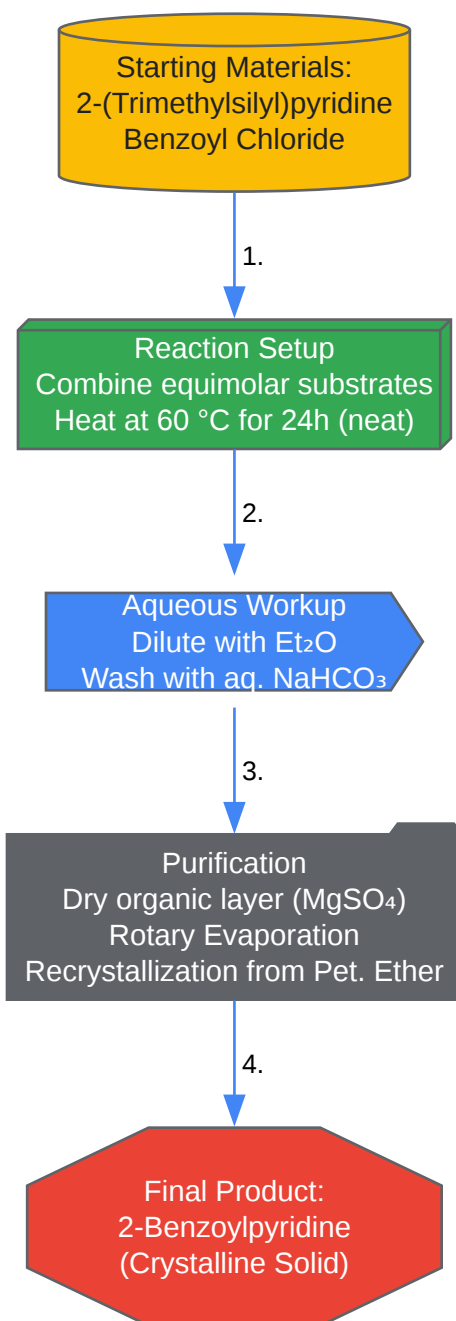 Starting Materials:
2-(Trimethylsilyl)pyridine
Benzoyl Chloride
1.
Reaction Setup
Combine equimolar substrates
Heat at 60 °C for 24h (neat)
2.
Aqueous Workup
Dilute with Et₂O
Wash with aq. NaHCO₃
3.
Purification
Dry organic layer (MgSO₄)
Rotary Evaporation
Recrystallization from Pet. Ether
4.
Final Product:
2-Benzoylpyridine
(Crystalline Solid)